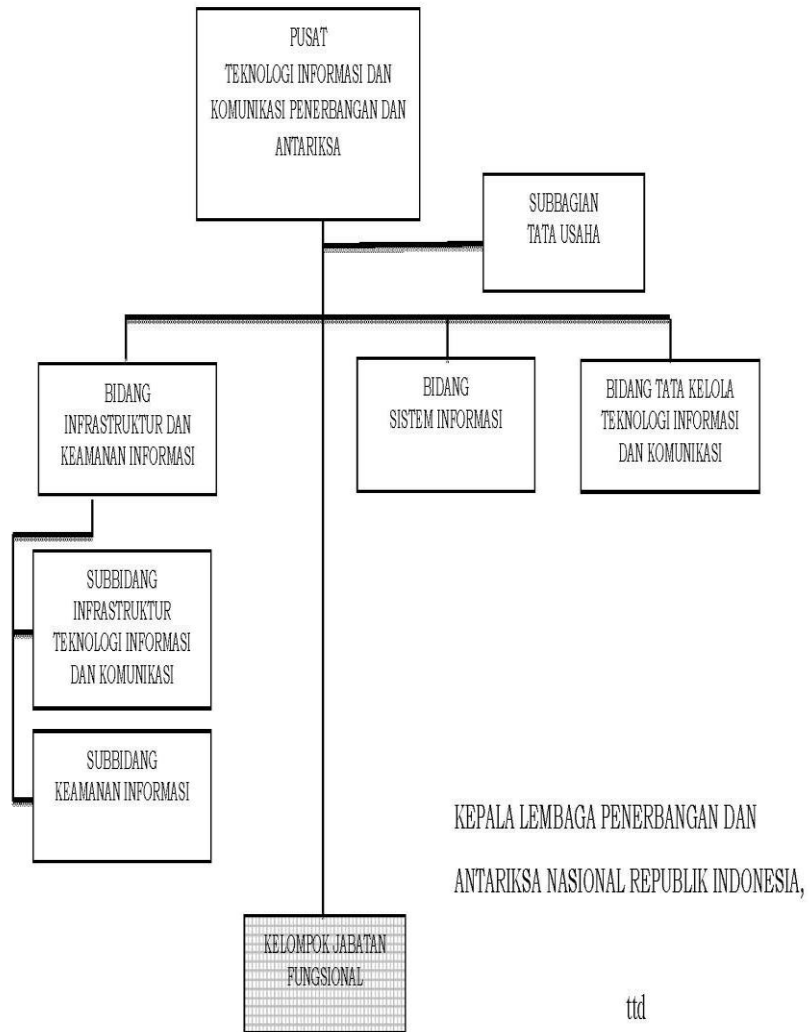 PUSAT
TEKNOLOGI INFORMASI DAN
KOMUNIKASI PENERBANGAN DAN
ANTARIKSA
SUBBAGIAN
TATA USAHA
BIDANG
INFRASTRUKTUR DAN
KEAMANAN INFORMASI
BIDANG
SISTEM INFORMASI
BIDANG TATA KELOLA
TEKNOLOGI INFORMASI
DAN KOMUNIKASI
SUBBIDANG
INFRASTRUKTUR
TEKNOLOGI INFORMASI
DAN KOMUNIKASI
SUBBIDANG
KEAMANAN INFORMASI
KEPALA LEMBAGA PENERBANGAN DAN
ANTARIKSA NASIONAL REPUBLIK INDONESIA,
KELOMPOK JABATAN
FUNGSIONAL
ttd